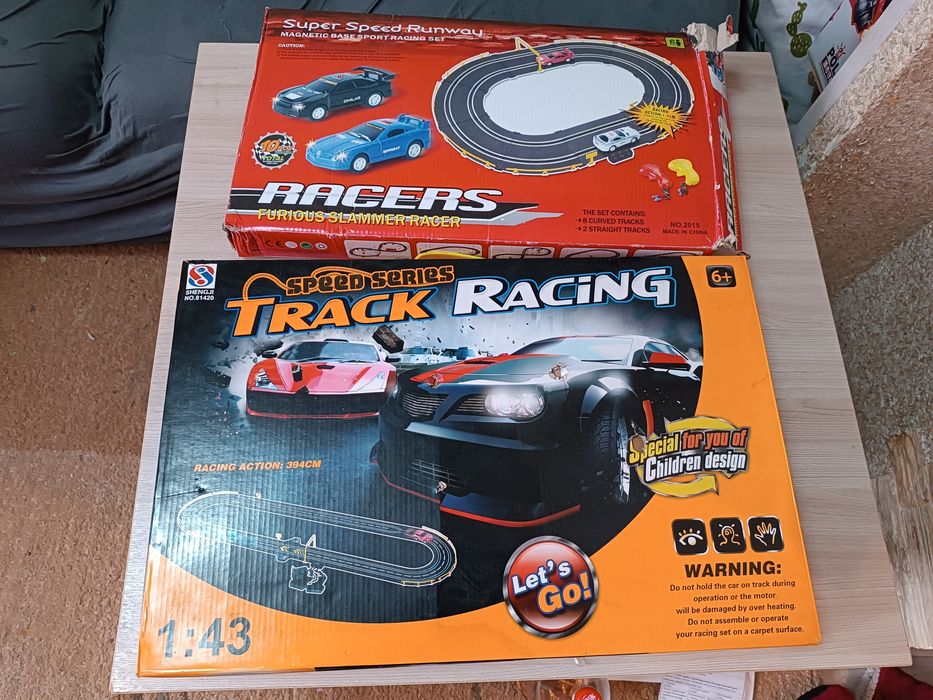 Super Speed Runway
MAGNETIC BASE SPORT RACING SET
CAUTION:
SPRINT
TOTAL
RACERS
FURIOUS SLAMMER RACER
THE SET CONTAINS:
→8 CURVED TRACKS
→2 STRAIGHT TRACKS
NO.2015
MADE IN CHINA
CE
SHENGJI
NO.81420
SPEED SERIES
TRACK RACING
6+
RACING ACTION: 394CM
Special for you of
Children design
Let's
Go!
1:43
WARNING:
Do not hold the car on track during
operation or the motor
will be damaged by over heating.
Do not assemble or operate
your racing set on a carpet surface.